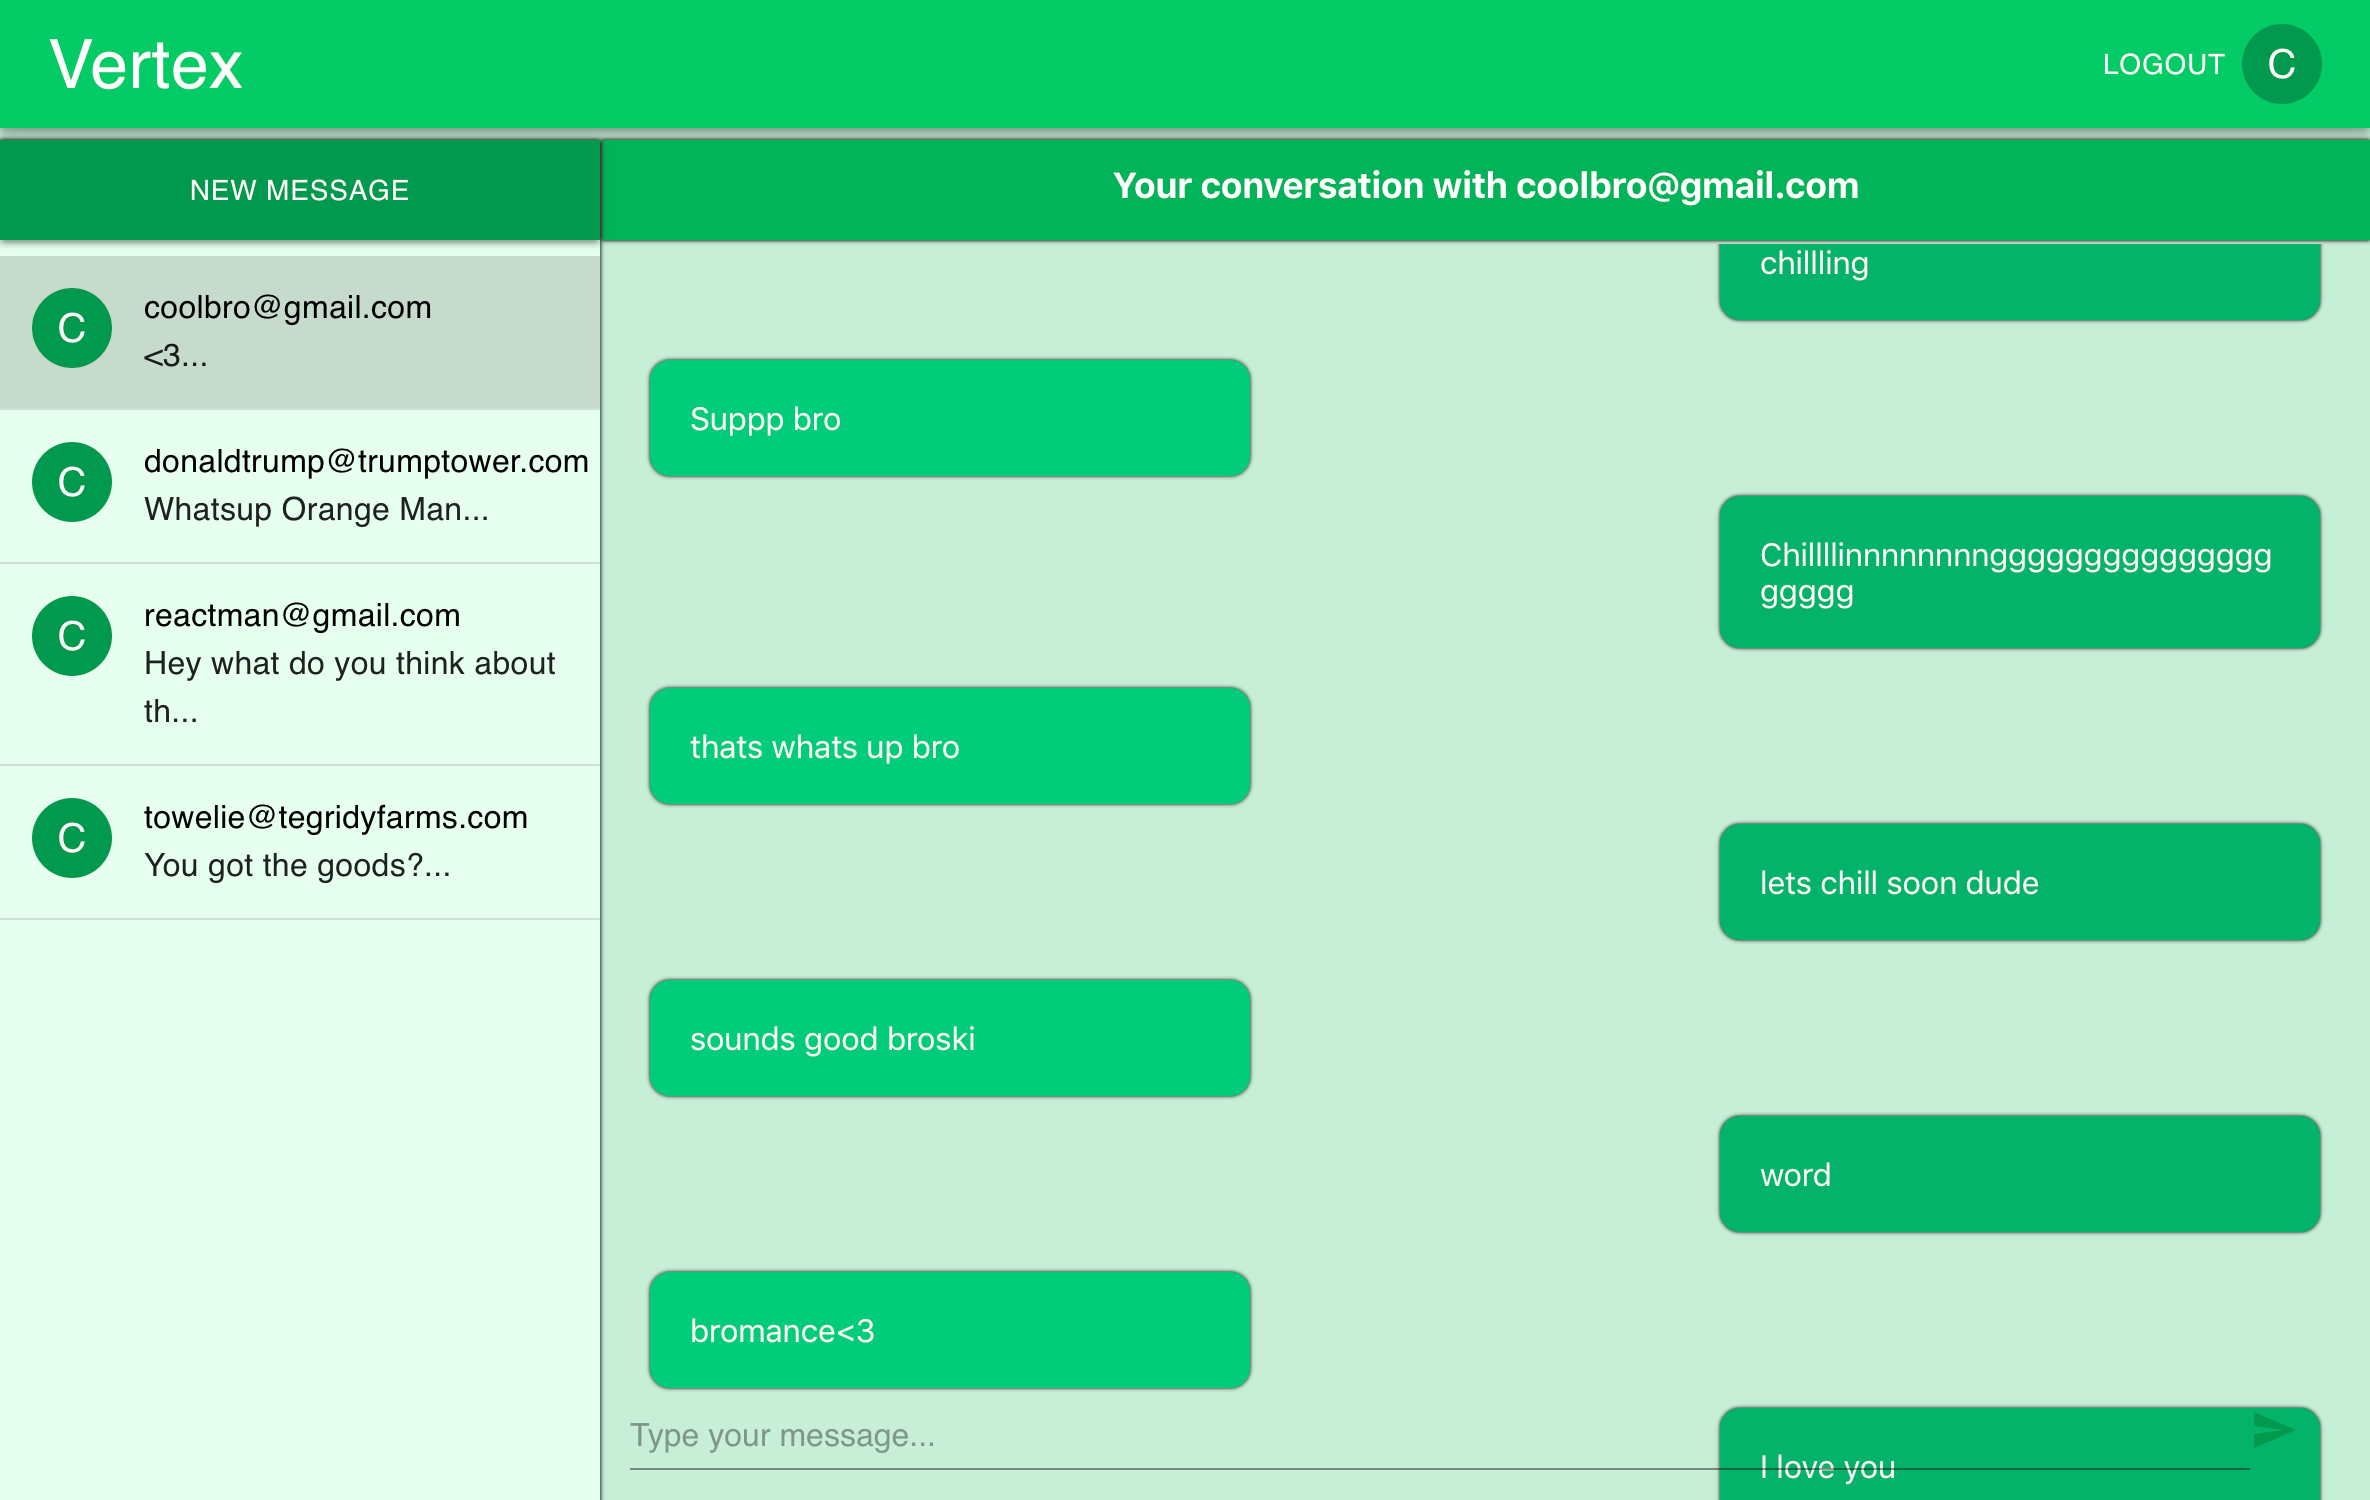 Vertex
LOGOUT
C
NEW MESSAGE
C
coolbro@gmail.com
<3...
C
donaldtrump@trumptower.com
Whatsup Orange Man...
C
reactman@gmail.com
Hey what do you think about
th...
C
towelie@tegridyfarms.com
You got the goods?...
Your conversation with coolbro@gmail.com
chillling
Suppp bro
Chillllinnnnnnnnggggggggggggggg
ggggg
thats whats up bro
lets chill soon dude
sounds good broski
word
bromance<3
Type your message...
I love you